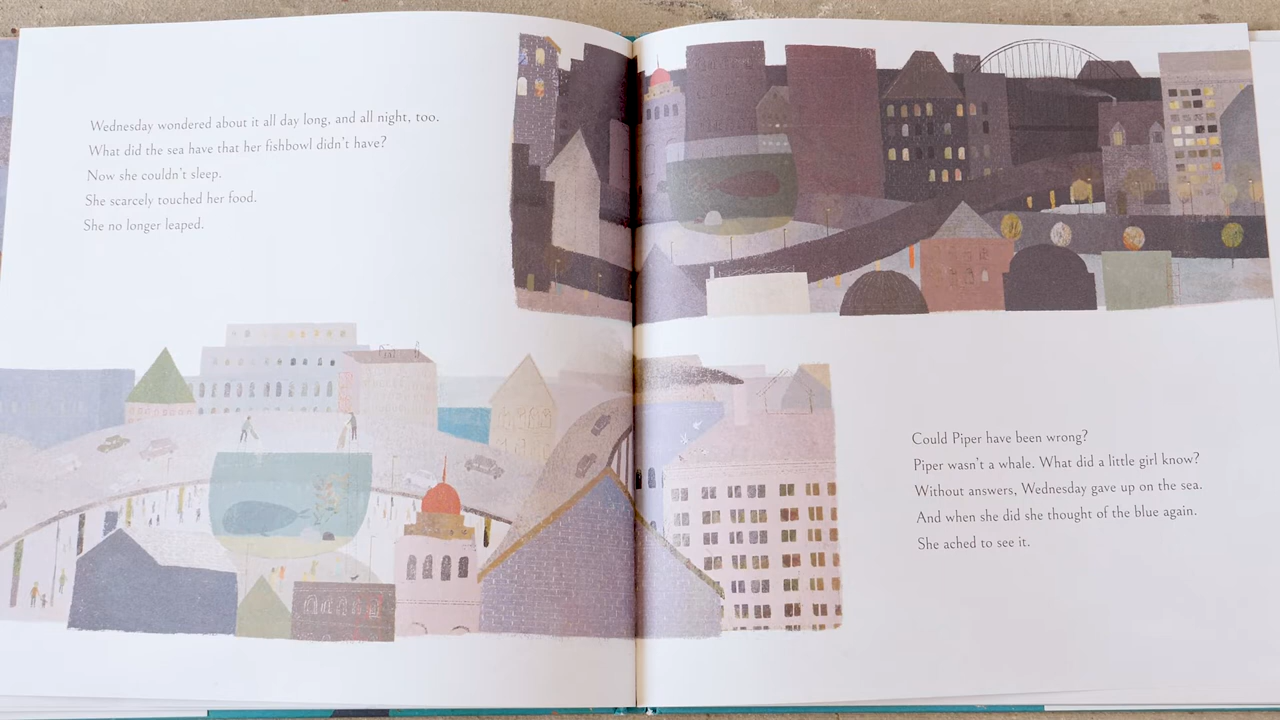 Wednesday wondered about it all day long, and all night, too.
What did the sea have that her fishbowl didn't have?
Now she couldn't sleep.
She scarcely touched her food.
She no longer leaped.
Could Piper have been wrong?
Piper wasn't a whale. What did a little girl know?
Without answers, Wednesday gave up on the sea.
And when she did she thought of the blue again.
She ached to see it.